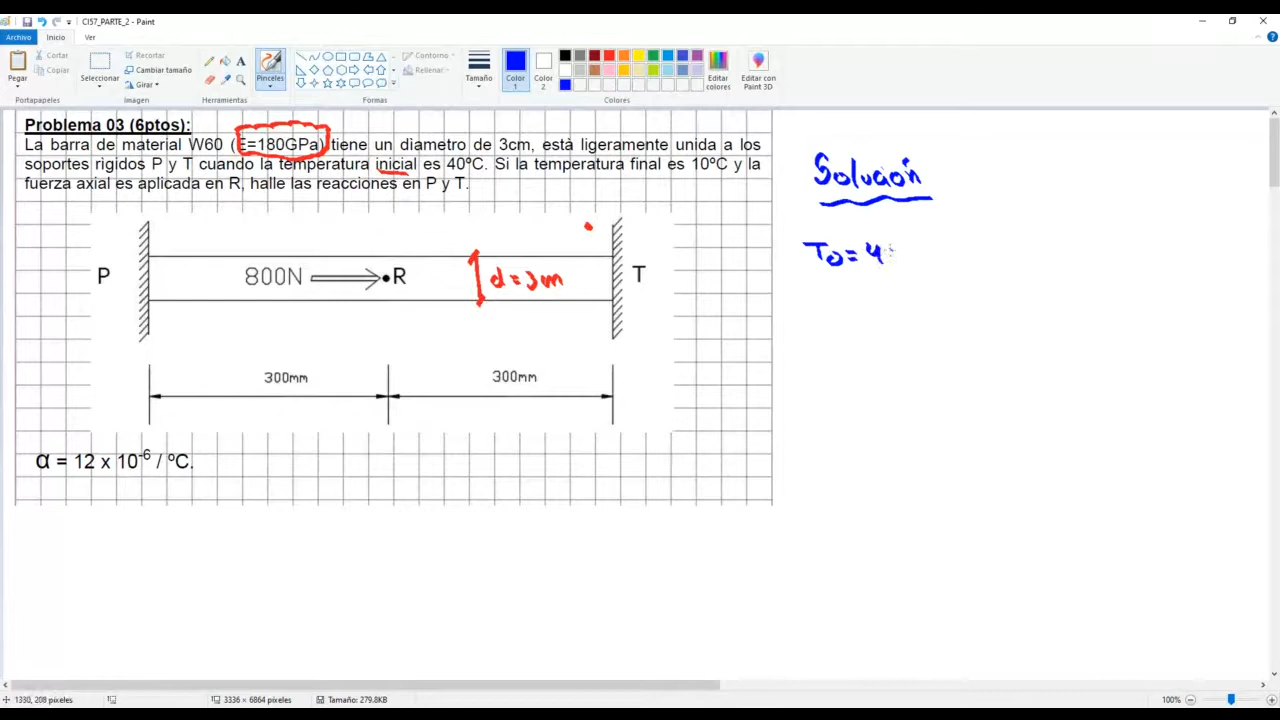 CI57_PARTE_2 - Paint
Archivo Inicio Ver
Pegar
Cortar
Copiar
Seleccionar
Recortar
Cambiar tamaño
Girar
Pinceles
Contorno
Rellenar
Tamaño
Color 1
Color 2
Editar colores
Editar con Paint 3D
Portapapeles Imagen Herramientas Formas Colores
Problema 03 (6ptos):
La barra de material W60 (E=180GPa) tiene un diametro de 3cm, està ligeramente unida a los
soportes rigidos P y T cuando la temperatura inicial es 40ºC. Si la temperatura final es 10ºC y la
fuerza axial es aplicada en R, halle las reacciones en P y T.
Solución
To = 4
P 800N R d = 3cm T
300mm 300mm
α = 12 x 10-6 / ºC.
1330, 208 píxeles 3336 × 6864 píxeles Tamaño: 279.8KB 100%